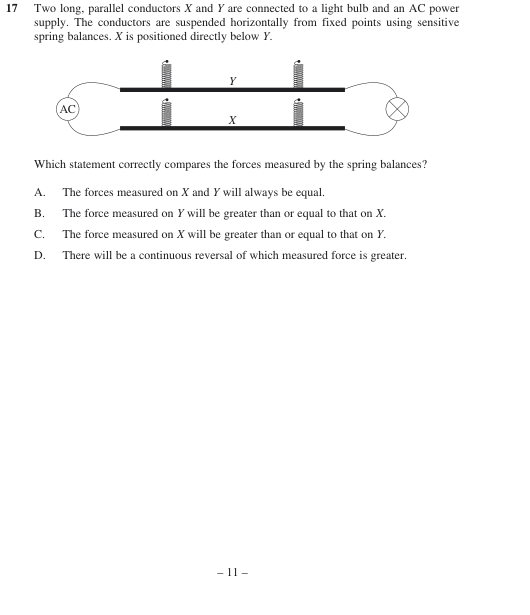 17 Two long, parallel conductors X and Y are connected to a light bulb and an AC power
supply. The conductors are suspended horizontally from fixed points using sensitive
spring balances. X is positioned directly below Y.
Y
AC
X
Which statement correctly compares the forces measured by the spring balances?
A. The forces measured on X and Y will always be equal.
B. The force measured on Y will be greater than or equal to that on X.
C. The force measured on X will be greater than or equal to that on Y.
D. There will be a continuous reversal of which measured force is greater.
– 11 –